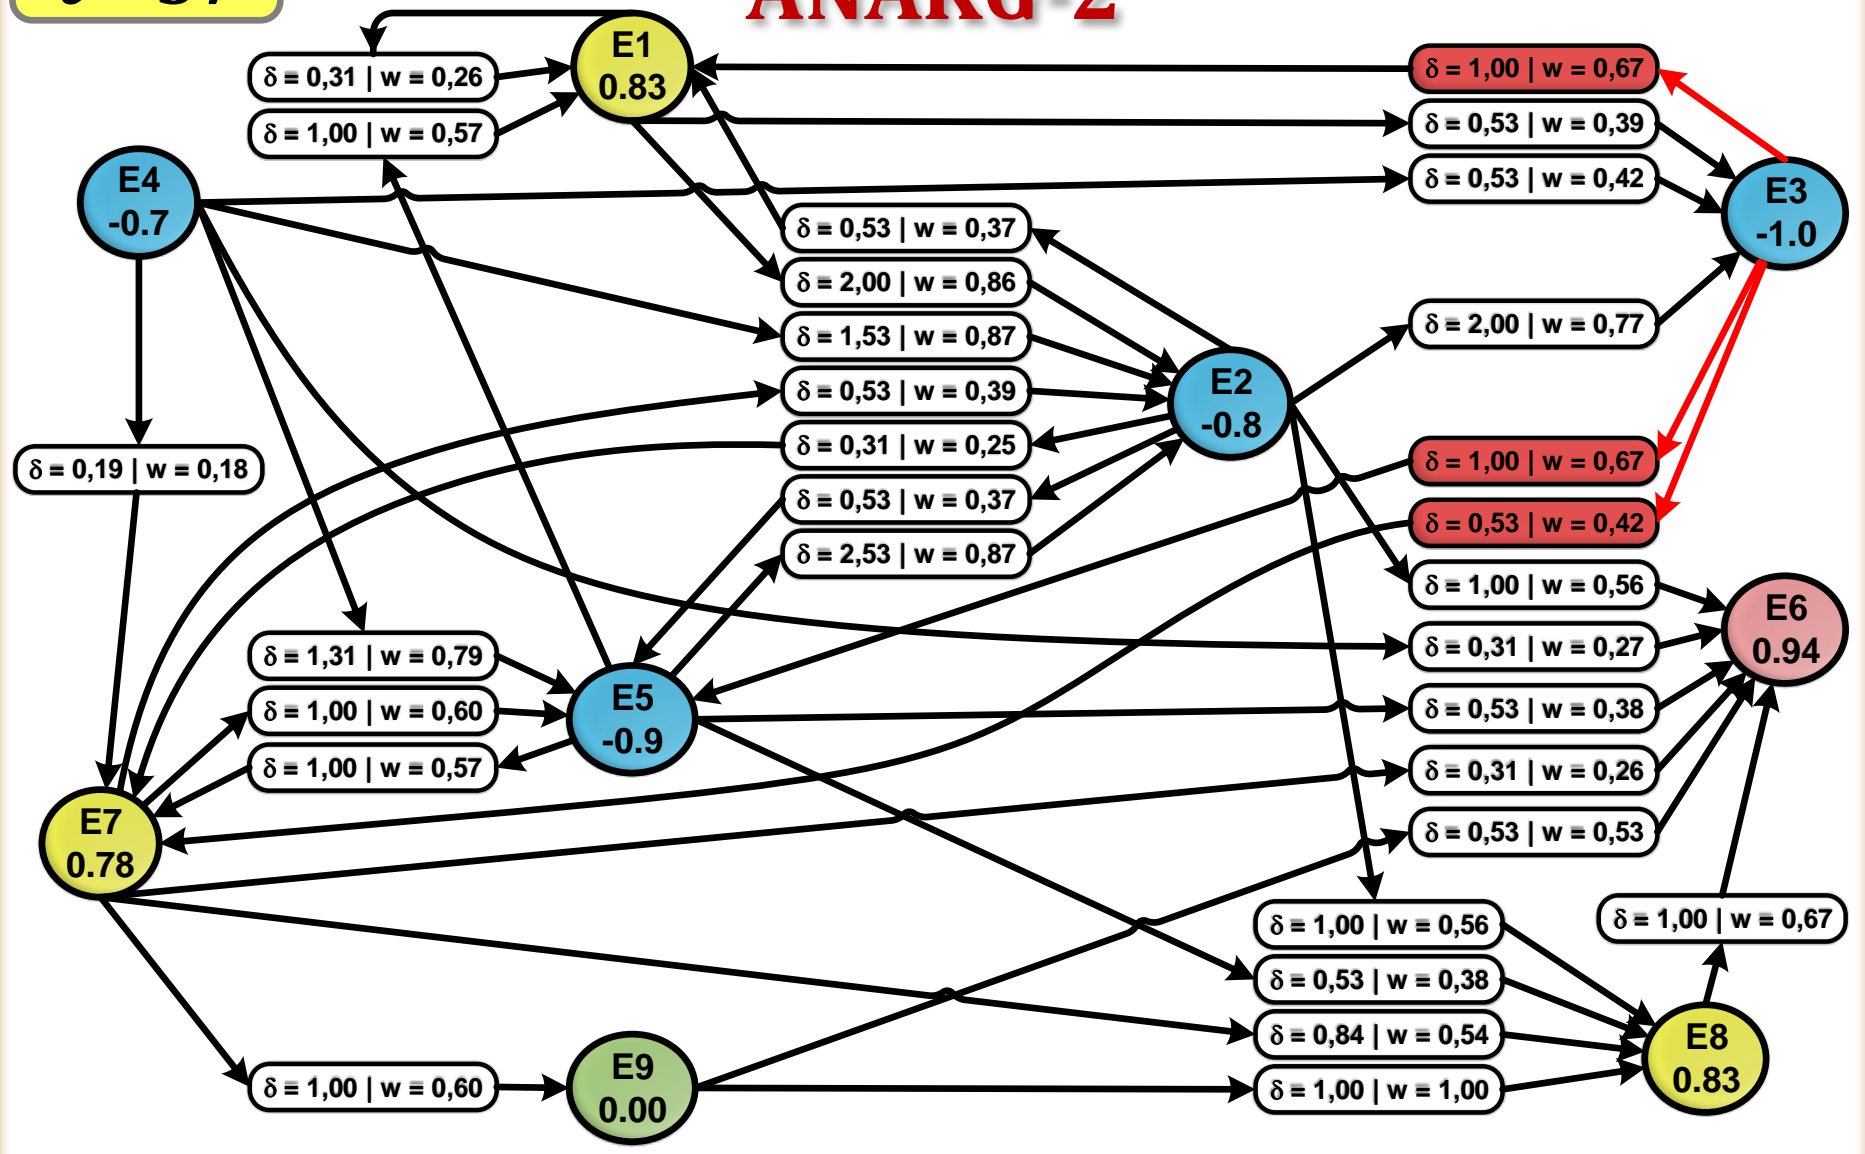 ANAKG-2
E1
0.83
δ = 0,31 | w = 0,26
δ = 1,00 | w = 0,57
δ = 1,00 | w = 0,67
δ = 0,53 | w = 0,39
δ = 0,53 | w = 0,42
E4
-0.7
E3
-1.0
δ = 0,53 | w = 0,37
δ = 2,00 | w = 0,86
δ = 1,53 | w = 0,87
δ = 0,53 | w = 0,39
δ = 0,31 | w = 0,25
δ = 0,53 | w = 0,37
δ = 2,53 | w = 0,87
δ = 2,00 | w = 0,77
E2
-0.8
δ = 0,19 | w = 0,18
δ = 1,00 | w = 0,67
δ = 0,53 | w = 0,42
δ = 1,00 | w = 0,56
δ = 0,31 | w = 0,27
δ = 0,53 | w = 0,38
δ = 0,31 | w = 0,26
δ = 0,53 | w = 0,53
E6
0.94
δ = 1,31 | w = 0,79
δ = 1,00 | w = 0,60
δ = 1,00 | w = 0,57
E5
-0.9
E7
0.78
δ = 1,00 | w = 0,56
δ = 0,53 | w = 0,38
δ = 0,84 | w = 0,54
δ = 1,00 | w = 1,00
δ = 1,00 | w = 0,67
E8
0.83
δ = 1,00 | w = 0,60
E9
0.00